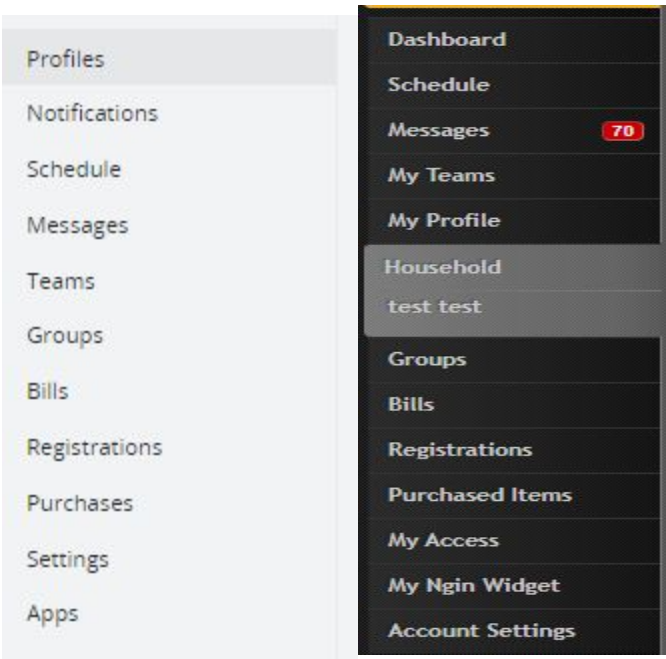 Profiles
Notifications
Schedule
Messages
Teams
Groups
Bills
Registrations
Purchases
Settings
Apps
Dashboard
Schedule
Messages 70
My Teams
My Profile
Household
test test
Groups
Bills
Registrations
Purchased Items
My Access
My Ngin Widget
Account Settings